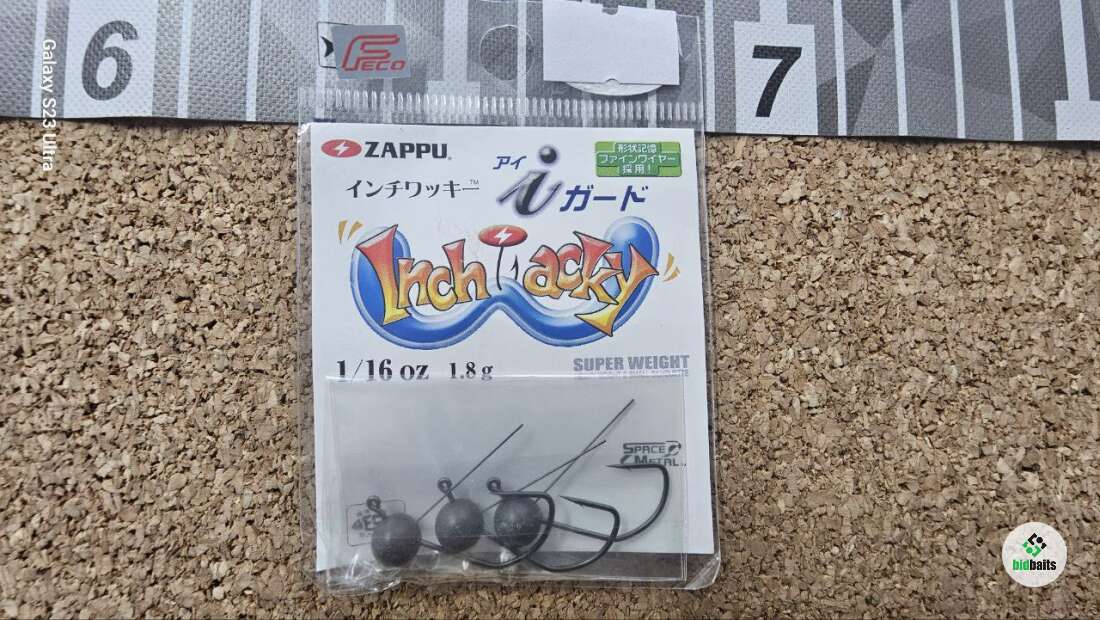 6
7
FECO
ZAPPU
インチワッキー™
アイ
i ガード
形状記憶
ファインワイヤー
採用！
"Inch Wacky"
1/16 oz 1.8g
SUPER WEIGHT
SPACE
METAL
Galaxy S23 Ultra
bidbaits